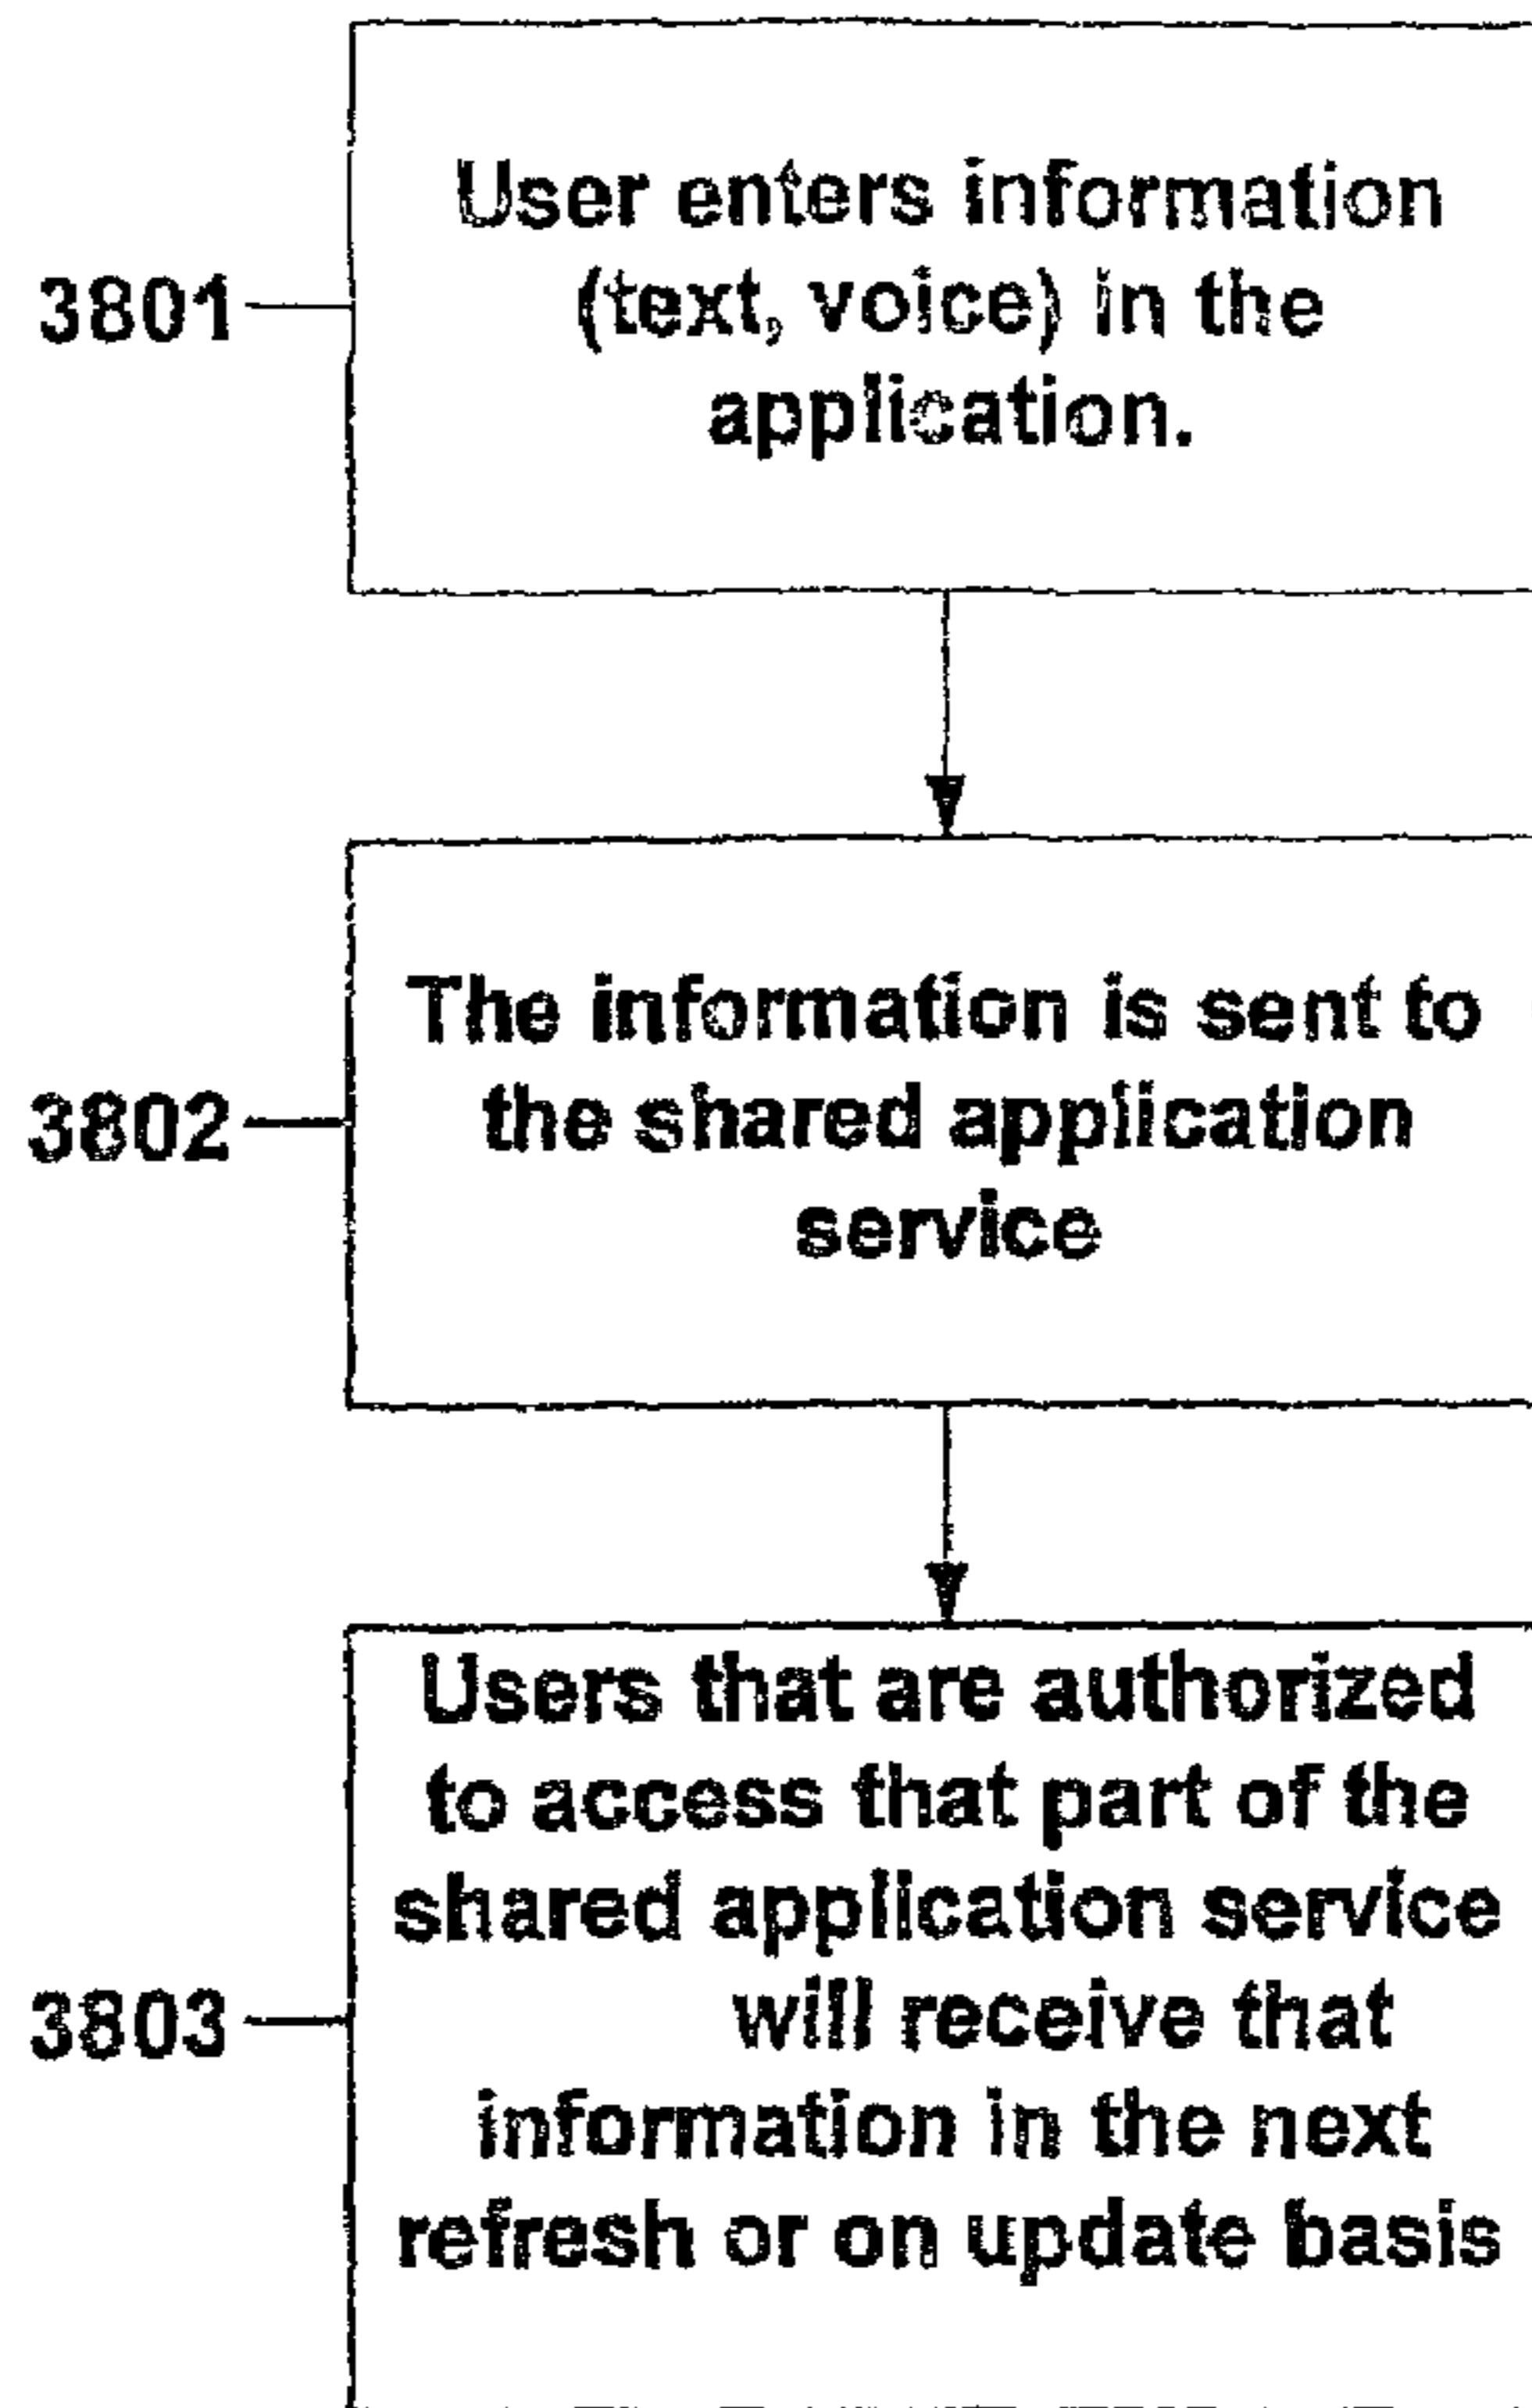 User enters information
3801
(text, voice) in the
application.
The information is sent to
3802
the shared application
service
Users that are authorized
to access that part of the
shared application service
3803
will receive that
information in the next
refresh or on update basis